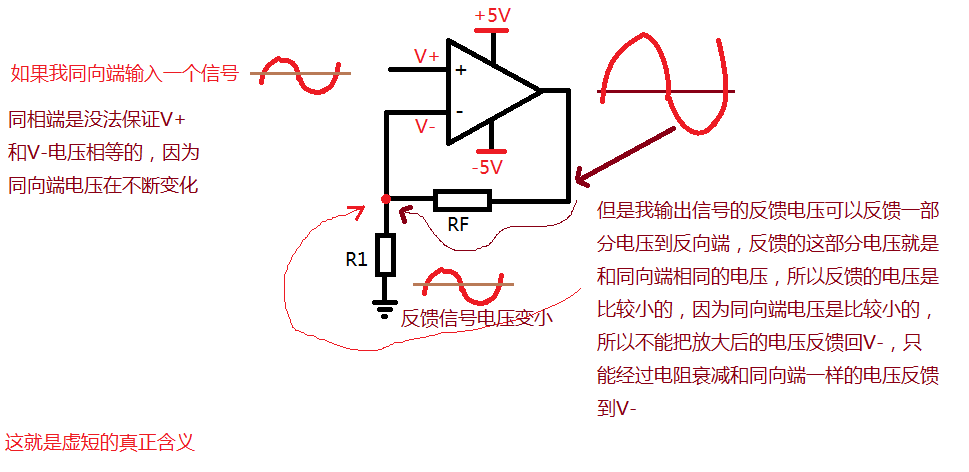 +5V
如果我同向端输入一个信号
V+
+
同相端是没法保证V+
和V-电压相等的，因为
同向端电压在不断变化
-
V-
-5V
RF
R1
但是我输出信号的反馈电压可以反馈一部
分电压到反向端，反馈的这部分电压就是
和同向端相同的电压，所以反馈的电压是
比较小的，因为同向端电压是比较小的，
所以不能把放大后的电压反馈回V-，只
能经过电阻衰减和同向端一样的电压反馈
到V-
反馈信号电压变小
这就是虚短的真正含义